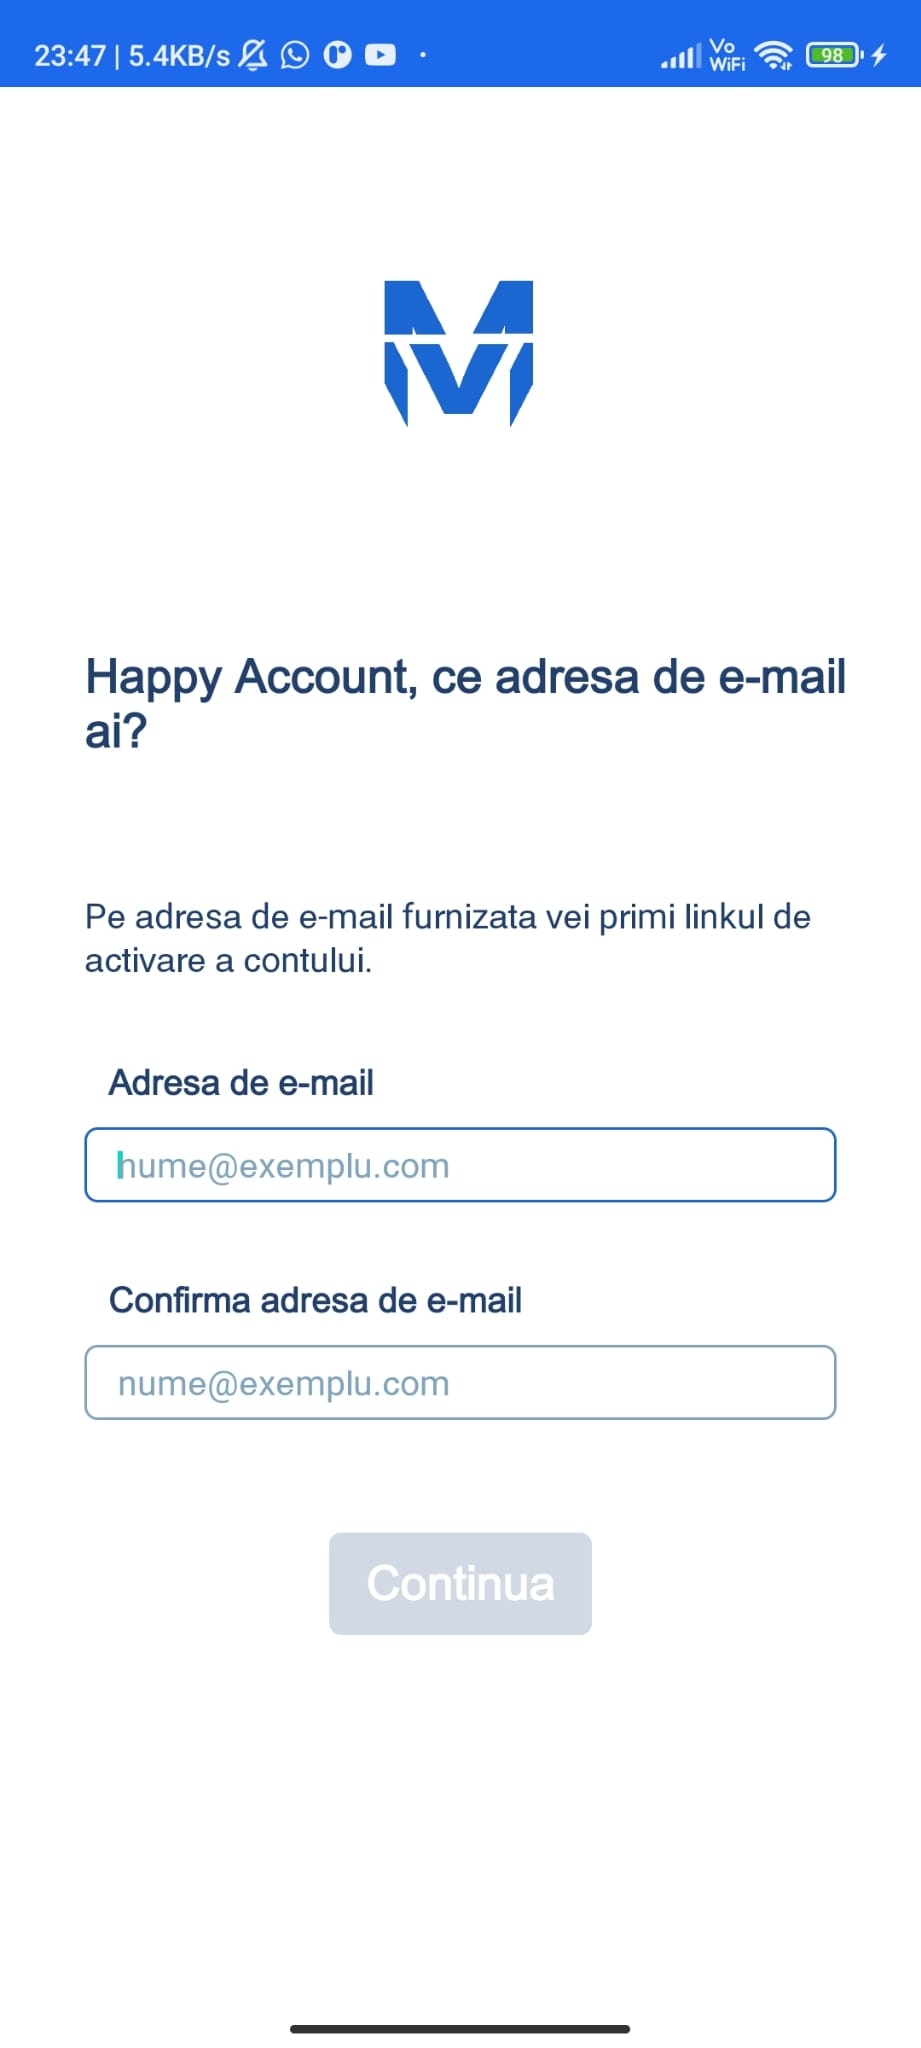 23:47 | 5.4KB/s
Vo
WiFi
98
Happy Account, ce adresa de e-mail
ai?
Pe adresa de e-mail furnizata vei primi linkul de
activare a contului.
Adresa de e-mail
nume@exemplu.com
Confirma adresa de e-mail
nume@exemplu.com
Continua